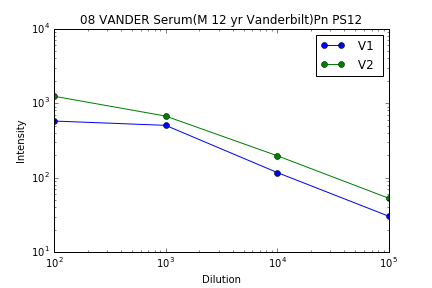 08 VANDER Serum(M 12 yr Vanderbilt)Pn PS12
V1
V2
Intensity
10^4
10^3
10^2
10^1
10^2 10^3 10^4 10^5
Dilution